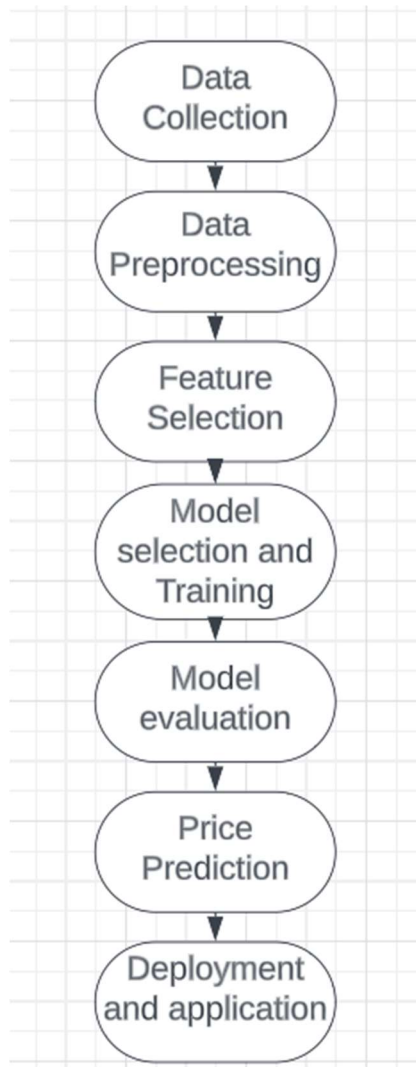 Data
Collection
Data
Preprocessing
Feature
Selection
Model
selection and
Training
Model
evaluation
Price
Prediction
Deployment
and application